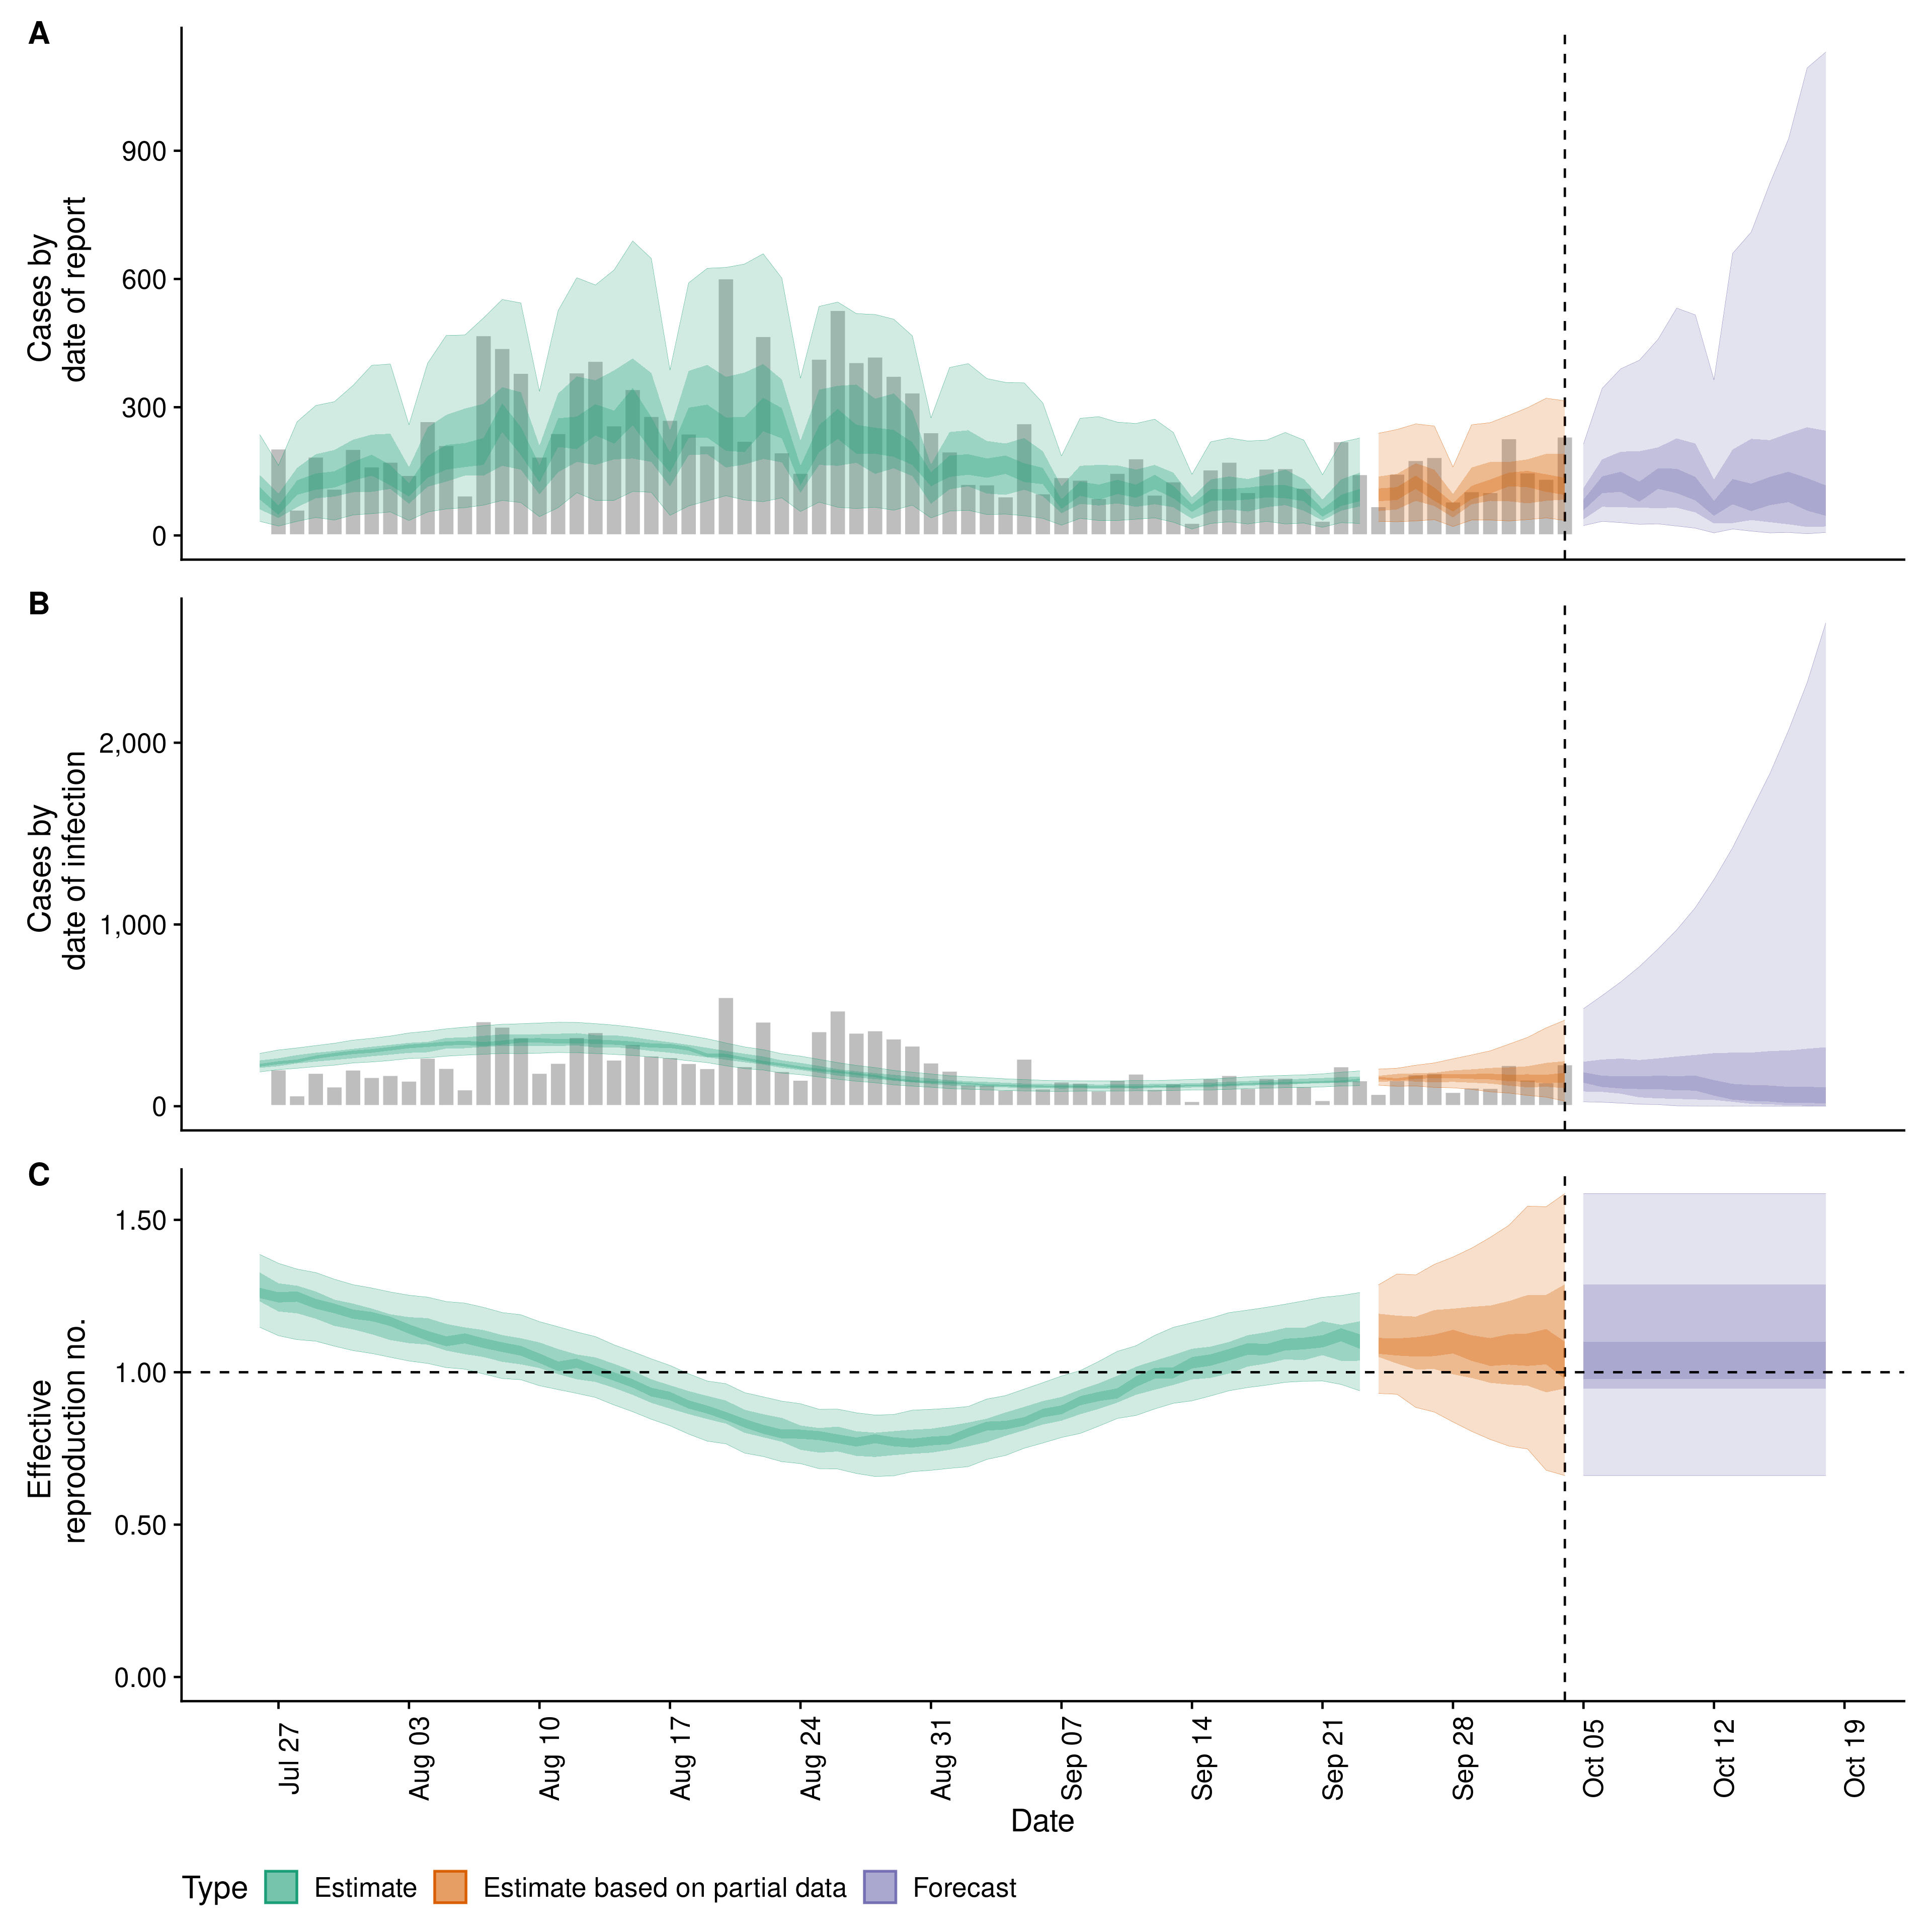 A
Cases by
date of report
900
600
300
0
B
Cases by
date of infection
2,000
1,000
0
C
Effective
reproduction no.
1.50
1.00
0.50
0.00
Jul 27
Aug 03
Aug 10
Aug 17
Aug 24
Aug 31
Sep 07
Sep 14
Sep 21
Sep 28
Oct 05
Oct 12
Oct 19
Date
Type Estimate Estimate based on partial data Forecast